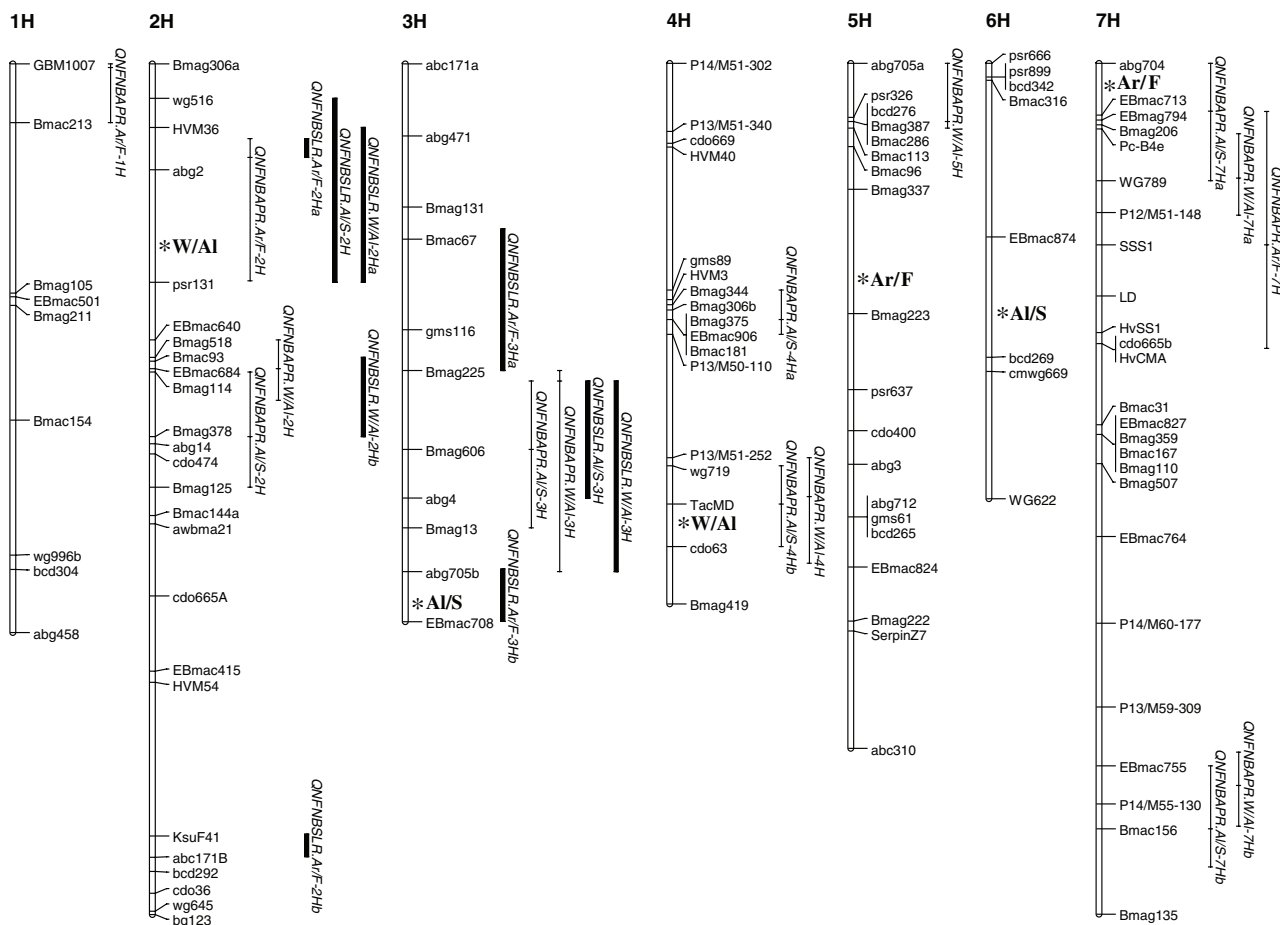 1H
GBM1007
Bmac213
Bmag105
EBmac501
Bmag211
Bmac154
wg996b
bcd304
abg458
QNFNBAPR.Ar/F-1H
2H
Bmag306a
wg516
HVM36
abg2
*W/Al
psr131
EBmac640
Bmag518
Bmac93
EBmac684
Bmag114
Bmag378
abg14
cdo474
Bmag125
Bmac144a
awbma21
cdo665A
EBmac415
HVM54
KsuF41
abc171B
bcd292
cdo36
wg645
bg123
QNFNBAPR.Ar/F-2H
QNFNBAPR.W/Al-2H
QNFNBAPR.Al/S-2H
QNFNBSLR.Ar/F-2Ha
QNFNBSLR.Al/S-2H
QNFNBSLR.W/Al-2Ha
QNFNBSLR.W/Al-2Hb
QNFNBSLR.Ar/F-2Hb
3H
abc171a
abg471
Bmag131
Bmac67
gms116
Bmag225
Bmag606
abg4
Bmag13
abg705b
*Al/S
EBmac708
QNFNBSLR.Ar/F-3Ha
QNFNBAPR.Al/S-3H
QNFNBAPR.W/Al-3H
QNFNBSLR.Al/S-3H
QNFNBSLR.W/Al-3H
QNFNBSLR.Ar/F-3Hb
4H
P14/M51-302
P13/M51-340
cdo669
HVM40
gms89
HVM3
Bmag344
Bmag306b
Bmag375
EBmac906
Bmac181
P13/M50-110
P13/M51-252
wg719
TacMD
*W/Al
cdo63
Bmag419
QNFNBAPR.Al/S-4Ha
QNFNBAPR.Al/S-4Hb
QNFNBAPR.W/Al-4H
5H
abg705a
psr326
bcd276
Bmag387
Bmac286
Bmac113
Bmac96
Bmag337
*Ar/F
Bmag223
psr637
cdo400
abg3
abg712
gms61
bcd265
EBmac824
Bmag222
SerpinZ7
abc310
QNFNBAPR.W/Al-5H
6H
psr666
psr899
bcd342
Bmac316
EBmac874
*Al/S
bcd269
cmwg669
WG622
7H
abg704
*Ar/F
EBmac713
EBmac794
Bmag206
Pc-B4e
WG789
P12/M51-148
SSS1
LD
HvSS1
cdo665b
HvCMA
Bmac31
EBmac827
Bmag359
Bmac167
Bmag110
Bmag507
EBmac764
P14/M60-177
P13/M59-309
EBmac755
P14/M55-130
Bmac156
Bmag135
QNFNBAPR.Al/S-7Ha
QNFNBAPR.W/Al-7Ha
QNFNBAPR.Ar/F-7H
QNFNBAPR.Al/S-7Hb
QNFNBAPR.W/Al-7Hb